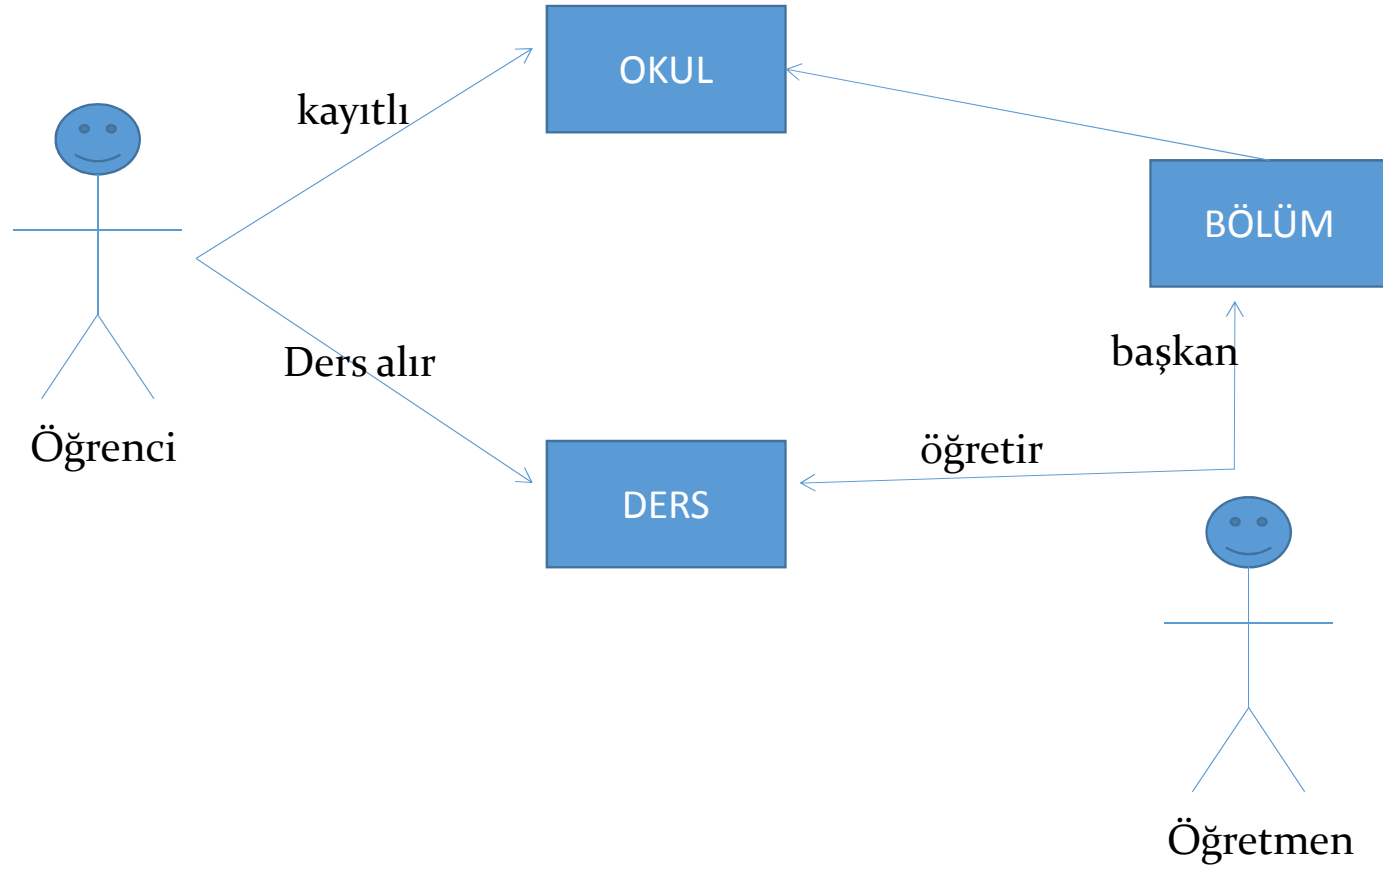 OKUL
kayıtlı
BÖLÜM
Ders alır
başkan
Öğrenci
öğretir
DERS
Öğretmen